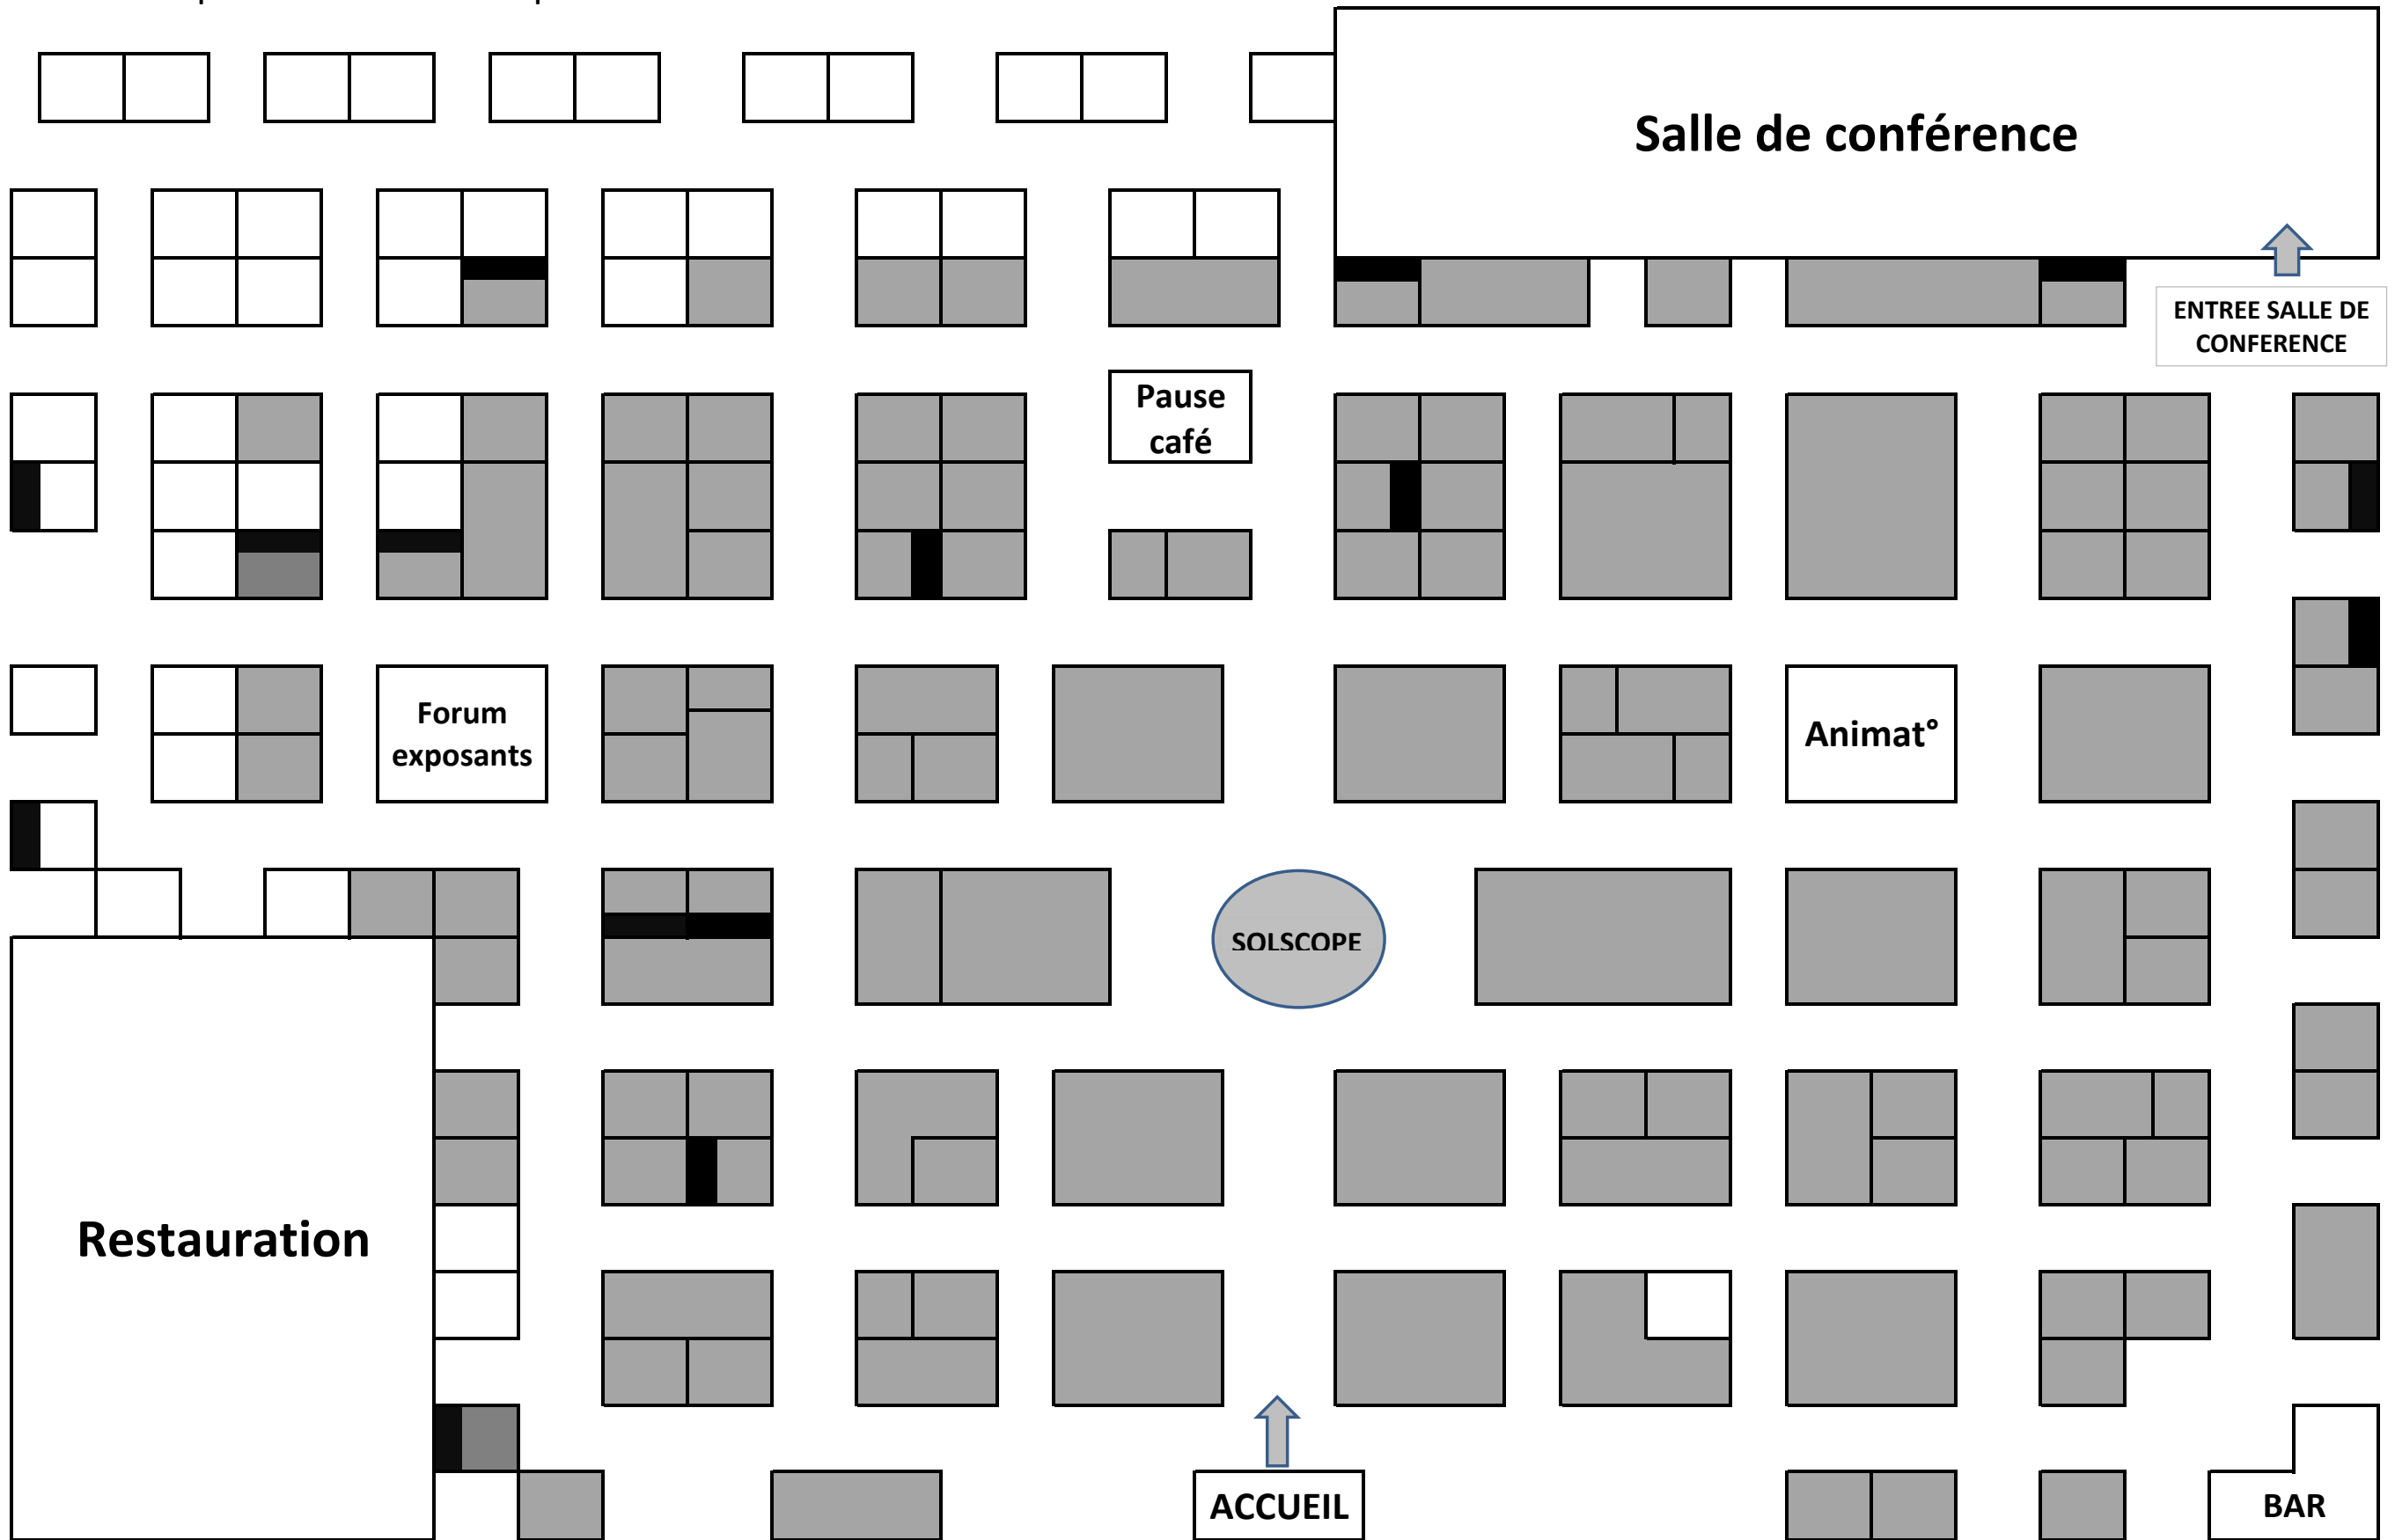 Salle de conférence
ENTREE SALLE DE
CONFERENCE
Pause
café
Forum
exposants
Animat°
SOLSCOPE
Restauration
ACCUEIL
BAR